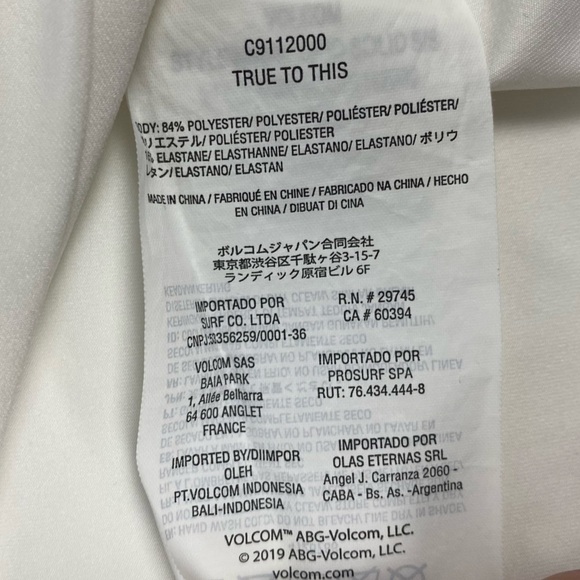 C9112000
TRUE TO THIS
ODY: 84% POLYESTER/ POLYESTER/ POLIÉSTER/ POLIÉSTER/
リエステル/ POLIÉSTER/ POLIESTER
% ELASTANE/ ELASTHANNE/ ELASTANO/ ELASTANO/ ポリウ
レタン/ ELASTANO/ ELASTAN
MADE IN CHINA / FABRIQUÉ EN CHINE / FABRICADO NA CHINA / HECHO
EN CHINA / DIBUAT DI CINA
ボルコムジャパン合同会社
東京都渋谷区千駄ヶ谷3-15-7
ランディック原宿ビル 6F
IMPORTADO POR
SURF CO. LTDA
CNPJ:53356259/0001-36
R.N. # 29745
CA # 60394
VOLCOM SAS
BAIA PARK
1, Allée Belharra
64 600 ANGLET
FRANCE
IMPORTADO POR
PROSURF SPA
RUT: 76.434.444-8
IMPORTED BY/DIIMPOR
OLEH
PT.VOLCOM INDONESIA
BALI-INDONESIA
IMPORTADO POR
OLAS ETERNAS SRL
Angel J. Carranza 2060 -
CABA - Bs. As. -Argentina
VOLCOM™ ABG-Volcom, LLC.
© 2019 ABG-Volcom, LLC.
volcom.com